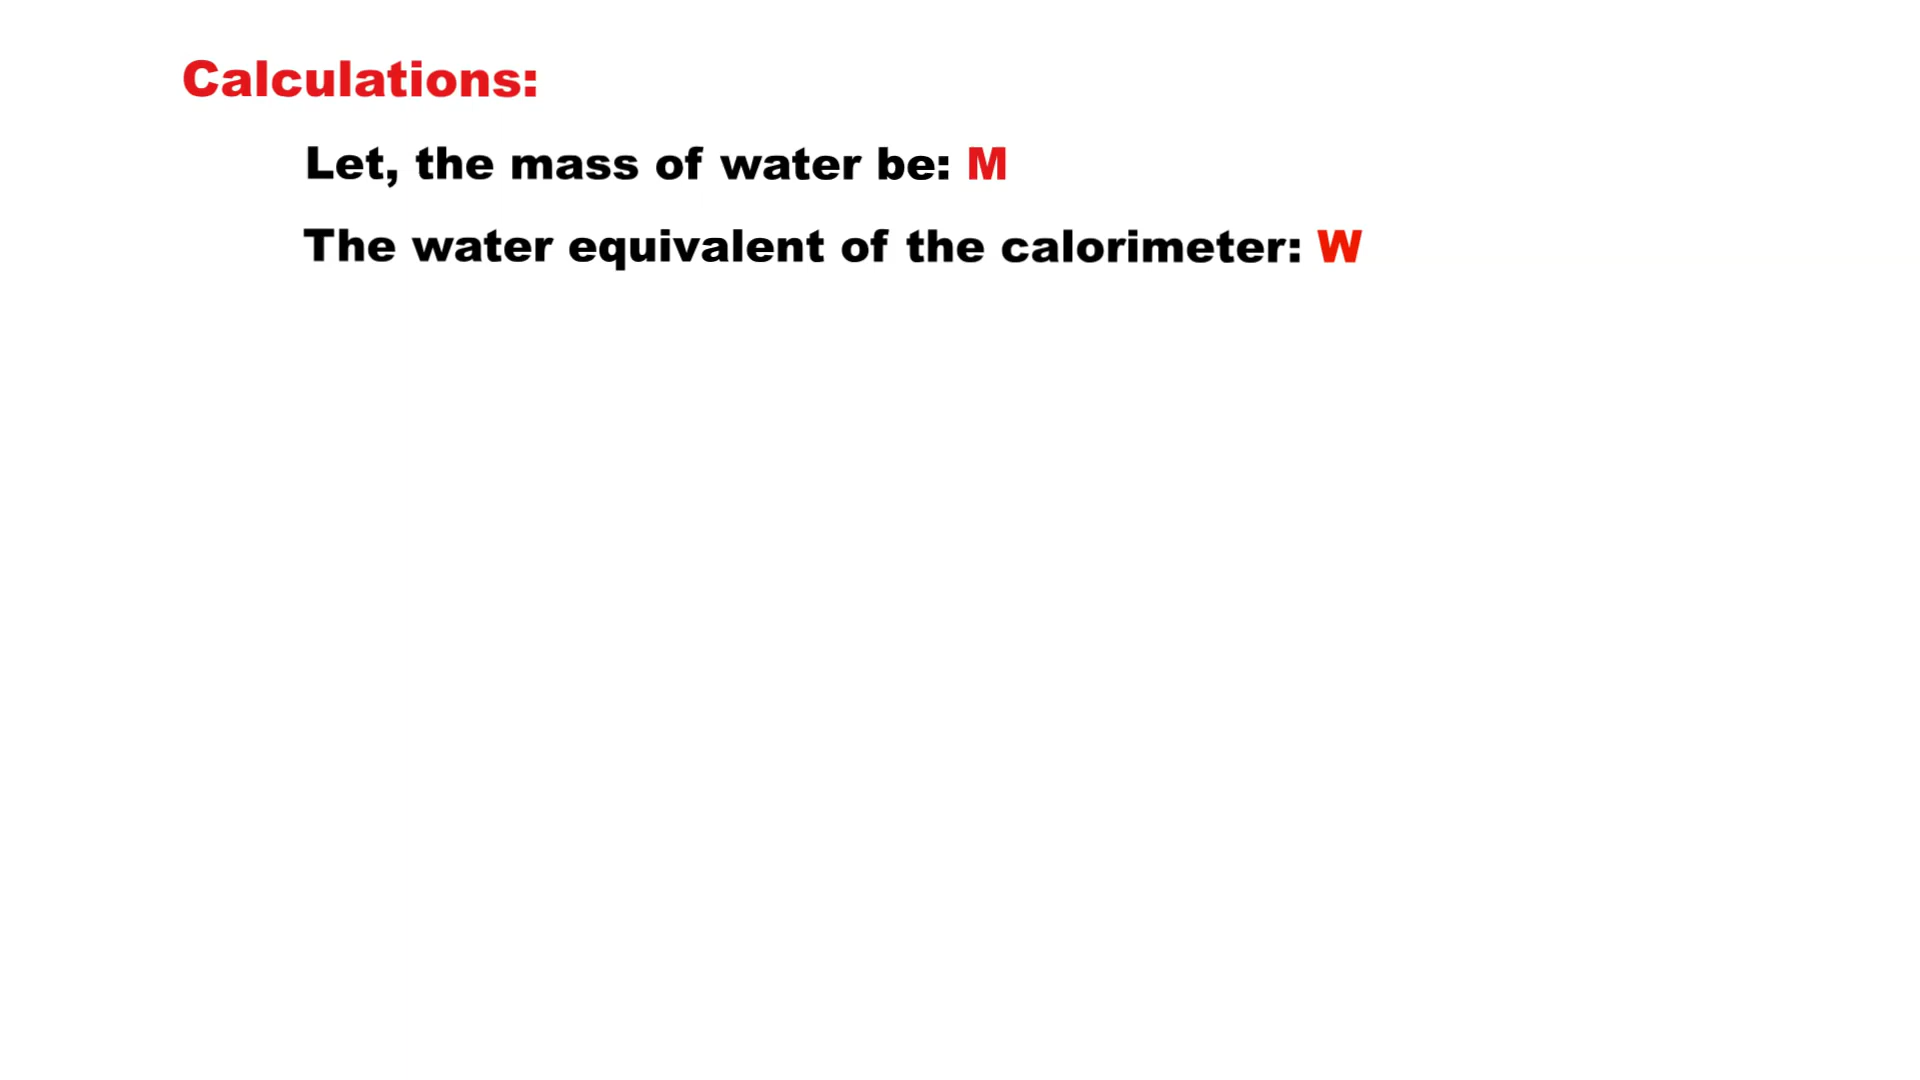 Calculations:
Let, the mass of water be: M
The water equivalent of the calorimeter: W